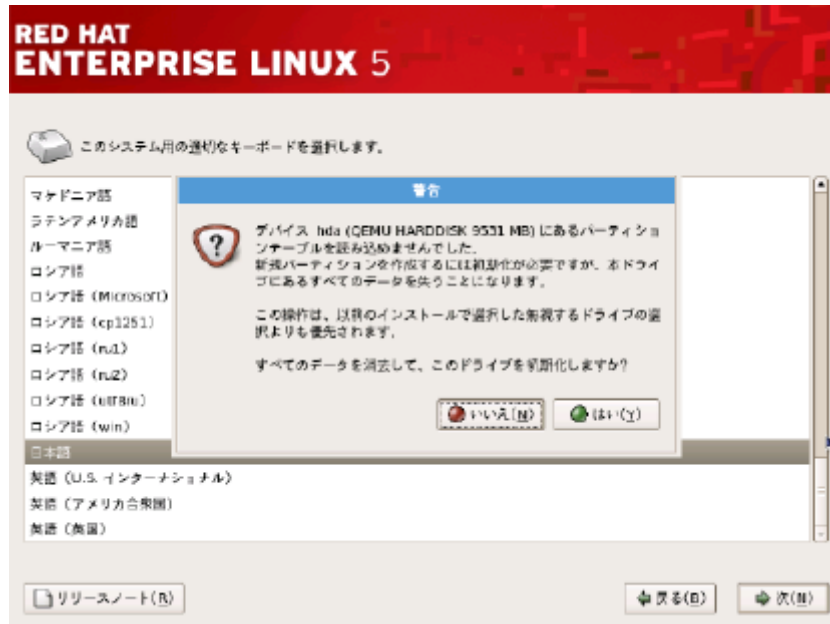 RED HAT
ENTERPRISE LINUX 5
このシステム用の適切なキーボードを選択します。
マケドニア語
ラテンアメリカ語
ルーマニア語
ロシア語
ロシア語 (Microsoft)
ロシア語 (cp1251)
ロシア語 (ru1)
ロシア語 (ru2)
ロシア語 (utf8ru)
ロシア語 (win)
日本語
英語 (U.S. インターナショナル)
英語 (アメリカ合衆国)
英語 (英国)
警告
デバイス hda (QEMU HARDDISK 9531 MB) にあるパーティショ
ンテーブルを読み込めませんでした。
新規パーティションを作成するには初期化が必要ですが、本ドライ
ブにあるすべてのデータを失うことになります。
この操作は、以前のインストールで選択した無視するドライブの選
択よりも優先されます。
すべてのデータを消去して、このドライブを初期化しますか?
いいえ(N)
はい(Y)
リリースノート(R)
戻る(B)
次(N)